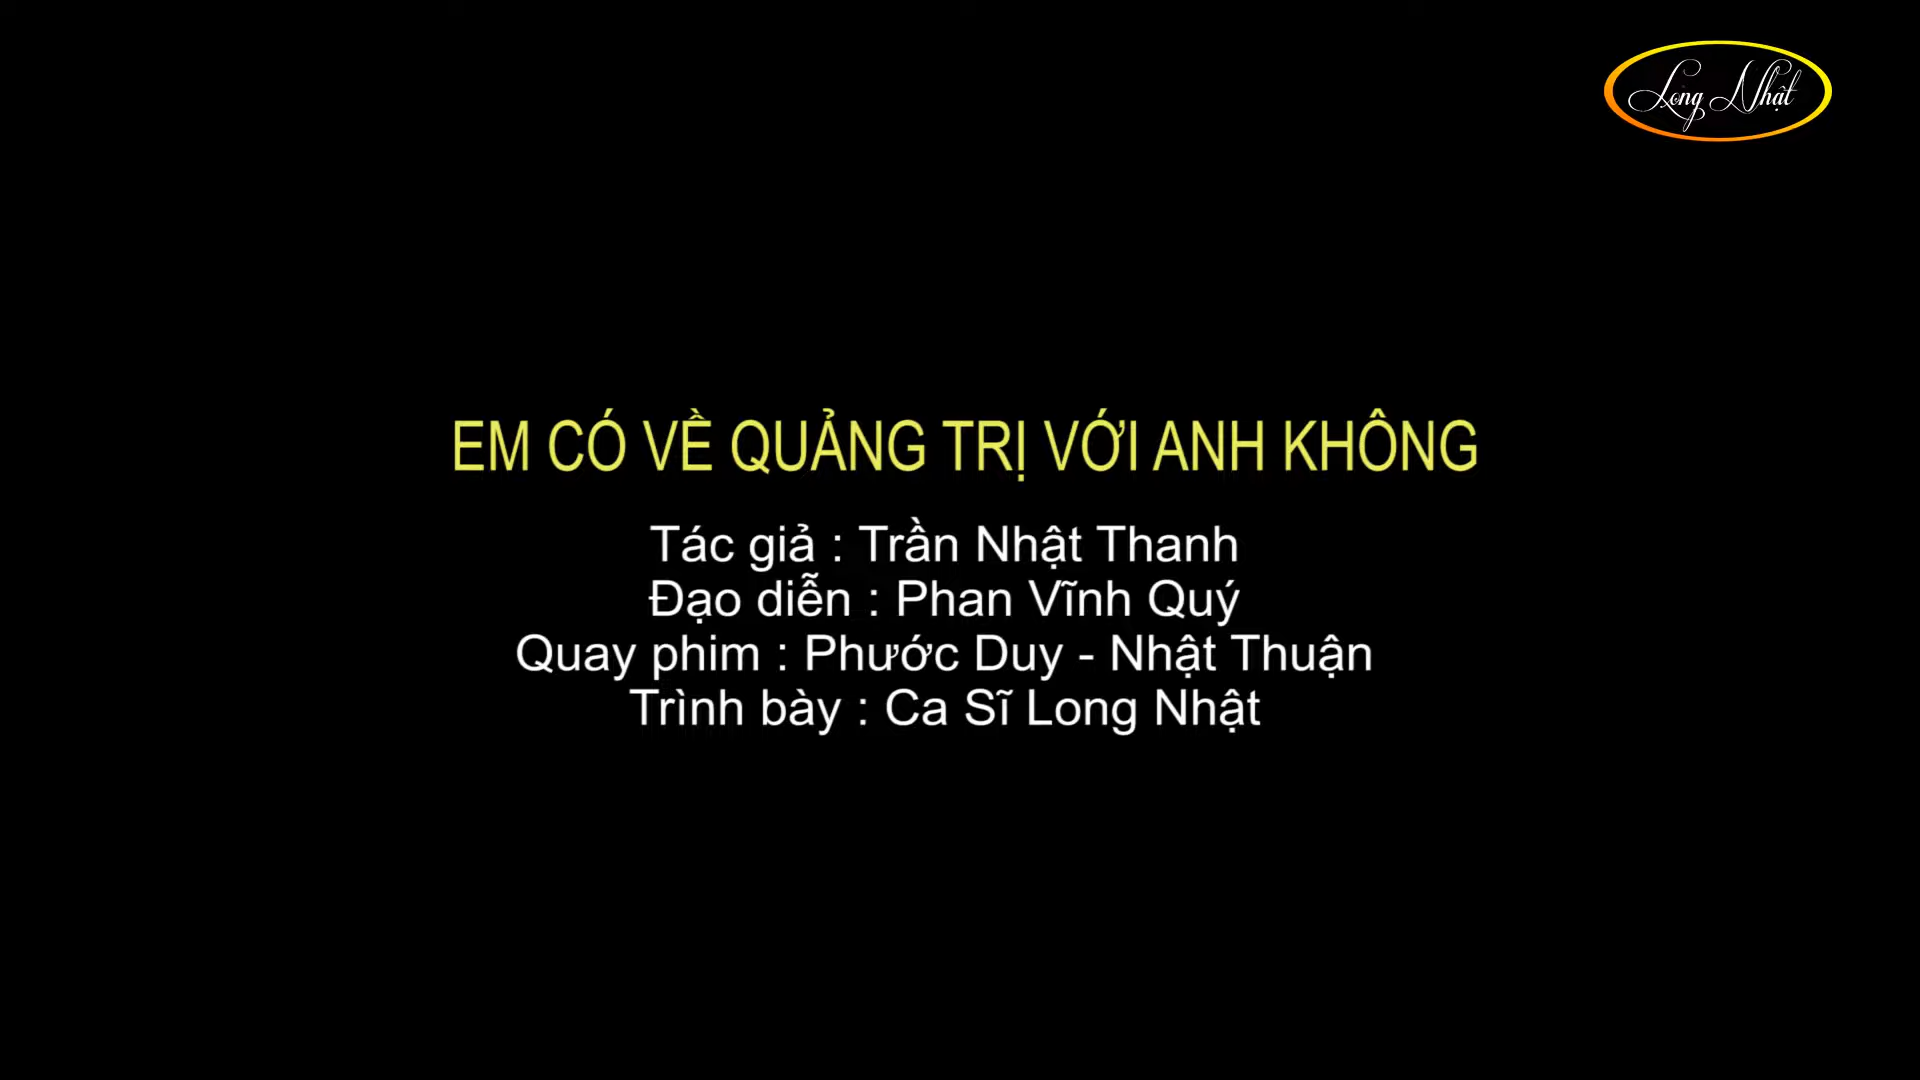 Long Nhật
EM CÓ VỀ QUẢNG TRỊ VỚI ANH KHÔNG
Tác giả : Trần Nhật Thanh
Đạo diễn : Phan Vĩnh Quý
Quay phim : Phước Duy - Nhật Thuận
Trình bày : Ca Sĩ Long Nhật